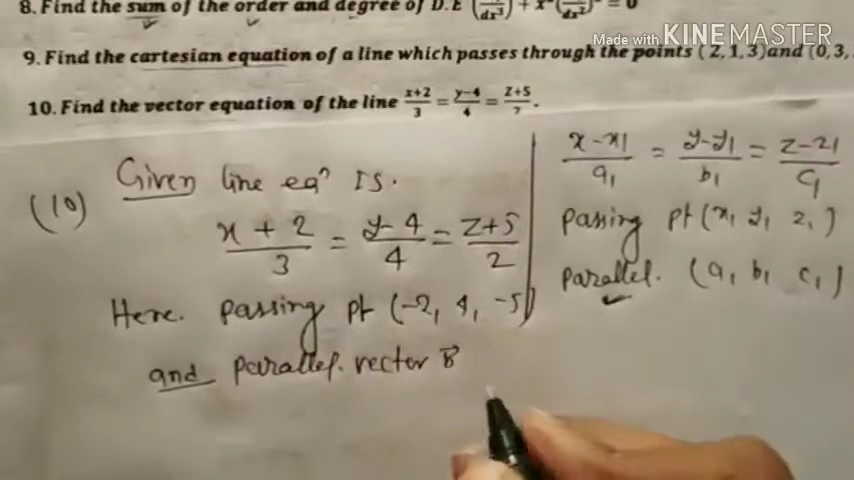 8. Find the sum of the order and degree of D.E (/dx³) + x (/dx²) = 0
Made with KINEMASTER
9. Find the cartesian equation of a line which passes through the points (2,1,3) and (0,3,
10. Find the vector equation of the line x+2/3 = y-4/4 = Z+5/2.
(10) Given line eqⁿ IS.
x + 2/3 = y-4/4 = Z+5/2
Here. passing pt (-2, 4, -5)
and parallel. vector B
x-x1/a1 = y-y1/b1 = z-z1/c1
passing pt (x1 y1 z1)
parallel. (a1 b1 c1)